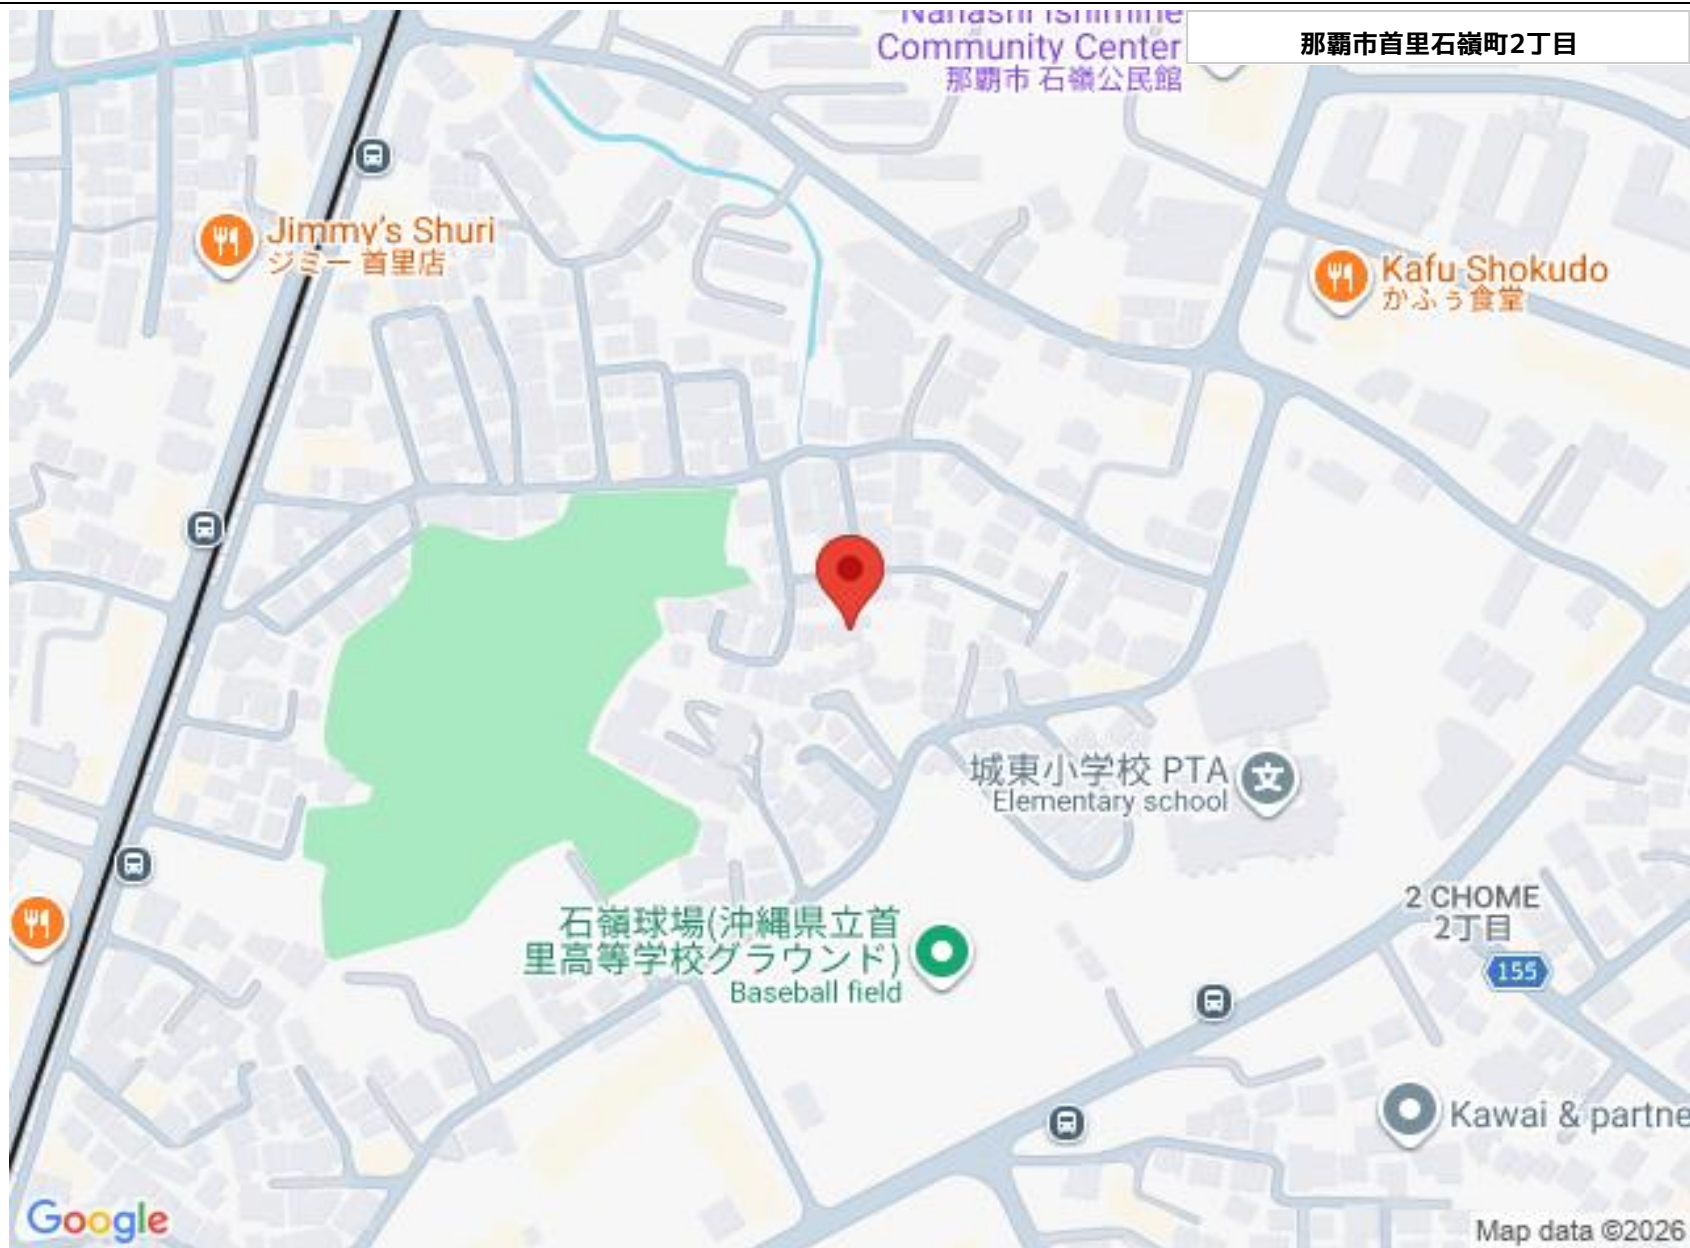 Nahashi Ishimine
Community Center
那覇市 石嶺公民館
那覇市首里石嶺町2丁目
Jimmy's Shuri
ジミー 首里店
Kafu Shokudo
かふぅ食堂
城東小学校 PTA
Elementary school
2 CHOME
2丁目
155
石嶺球場(沖縄県立首
里高等学校グラウンド)
Baseball field
Kawai & partne
Google
Map data ©2026